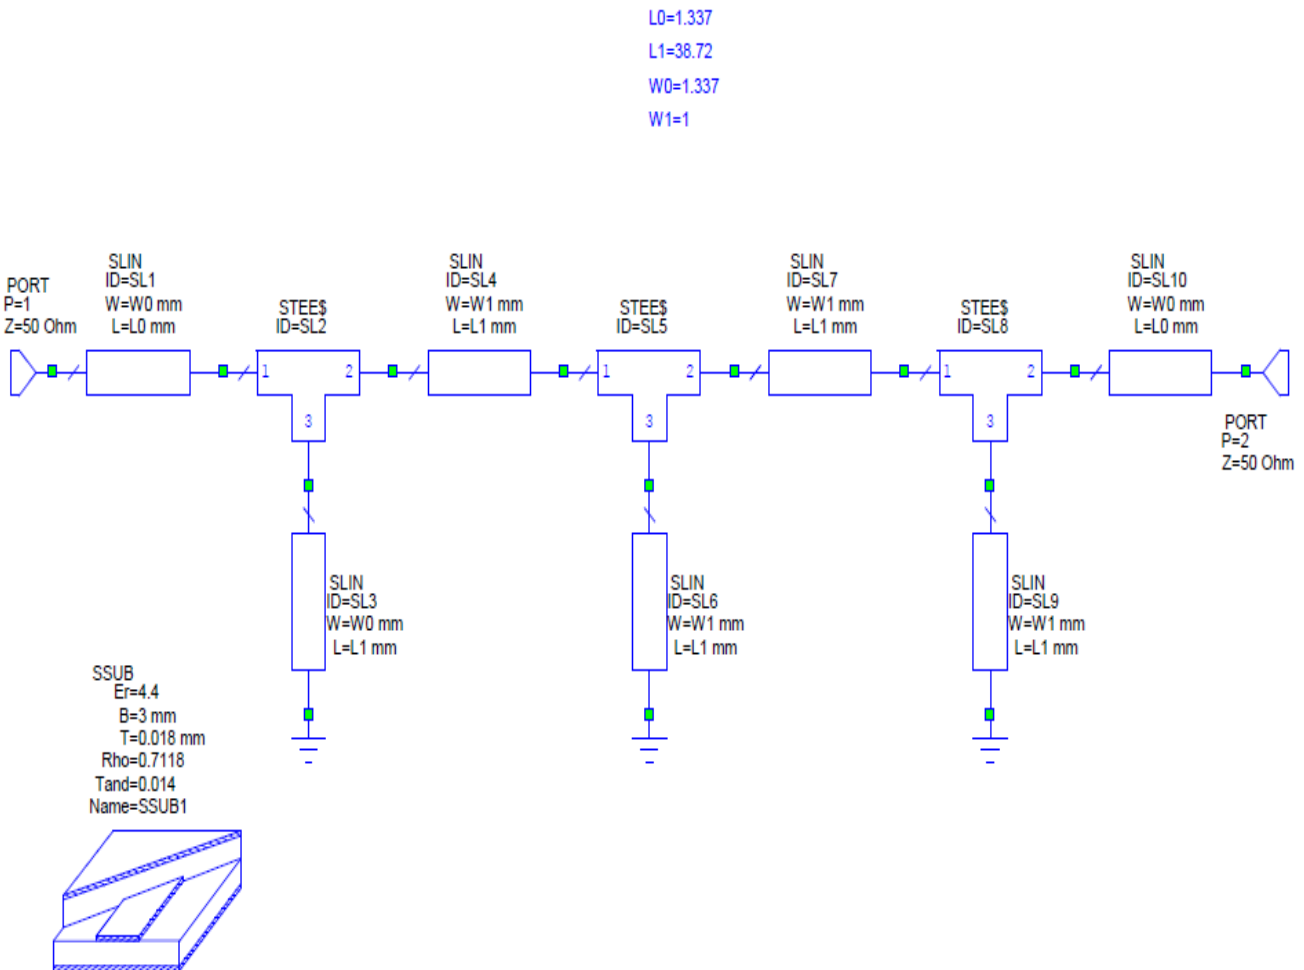 L0=1.337
L1=38.72
W0=1.337
W1=1
PORT
P=1
Z=50 Ohm
SLIN
ID=SL1
W=W0 mm
L=L0 mm
STEE$
ID=SL2
1
2
3
SLIN
ID=SL4
W=W1 mm
L=L1 mm
STEE$
ID=SL5
1
2
3
SLIN
ID=SL7
W=W1 mm
L=L1 mm
STEE$
ID=SL8
1
2
3
SLIN
ID=SL10
W=W0 mm
L=L0 mm
PORT
P=2
Z=50 Ohm
SLIN
ID=SL3
W=W0 mm
L=L1 mm
SLIN
ID=SL6
W=W1 mm
L=L1 mm
SLIN
ID=SL9
W=W1 mm
L=L1 mm
SSUB
Er=4.4
B=3 mm
T=0.018 mm
Rho=0.7118
Tand=0.014
Name=SSUB1